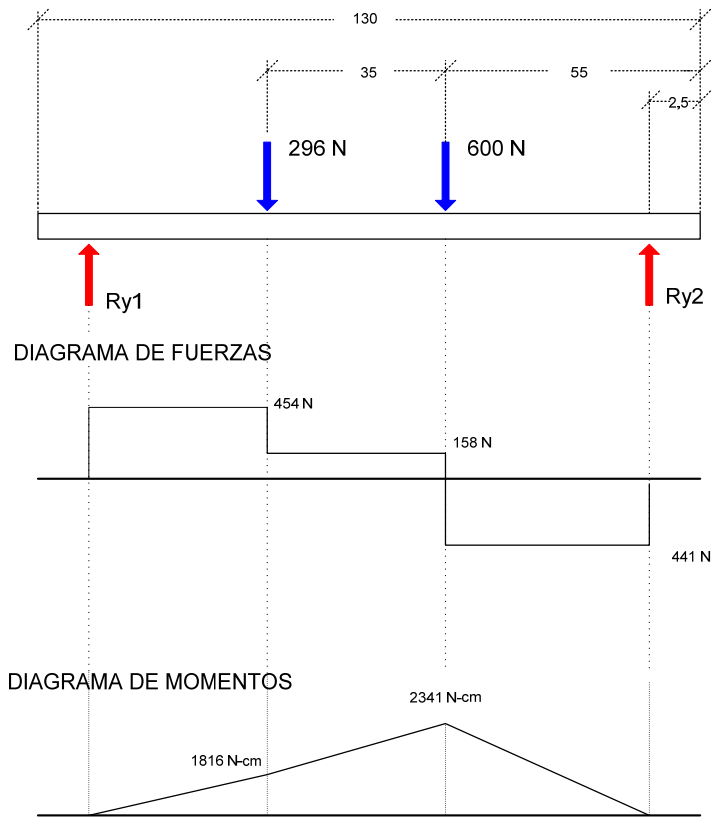 130
35
55
2,5
296 N
600 N
Ry1
Ry2
DIAGRAMA DE FUERZAS
454 N
158 N
441 N
DIAGRAMA DE MOMENTOS
2341 N-cm
1816 N-cm